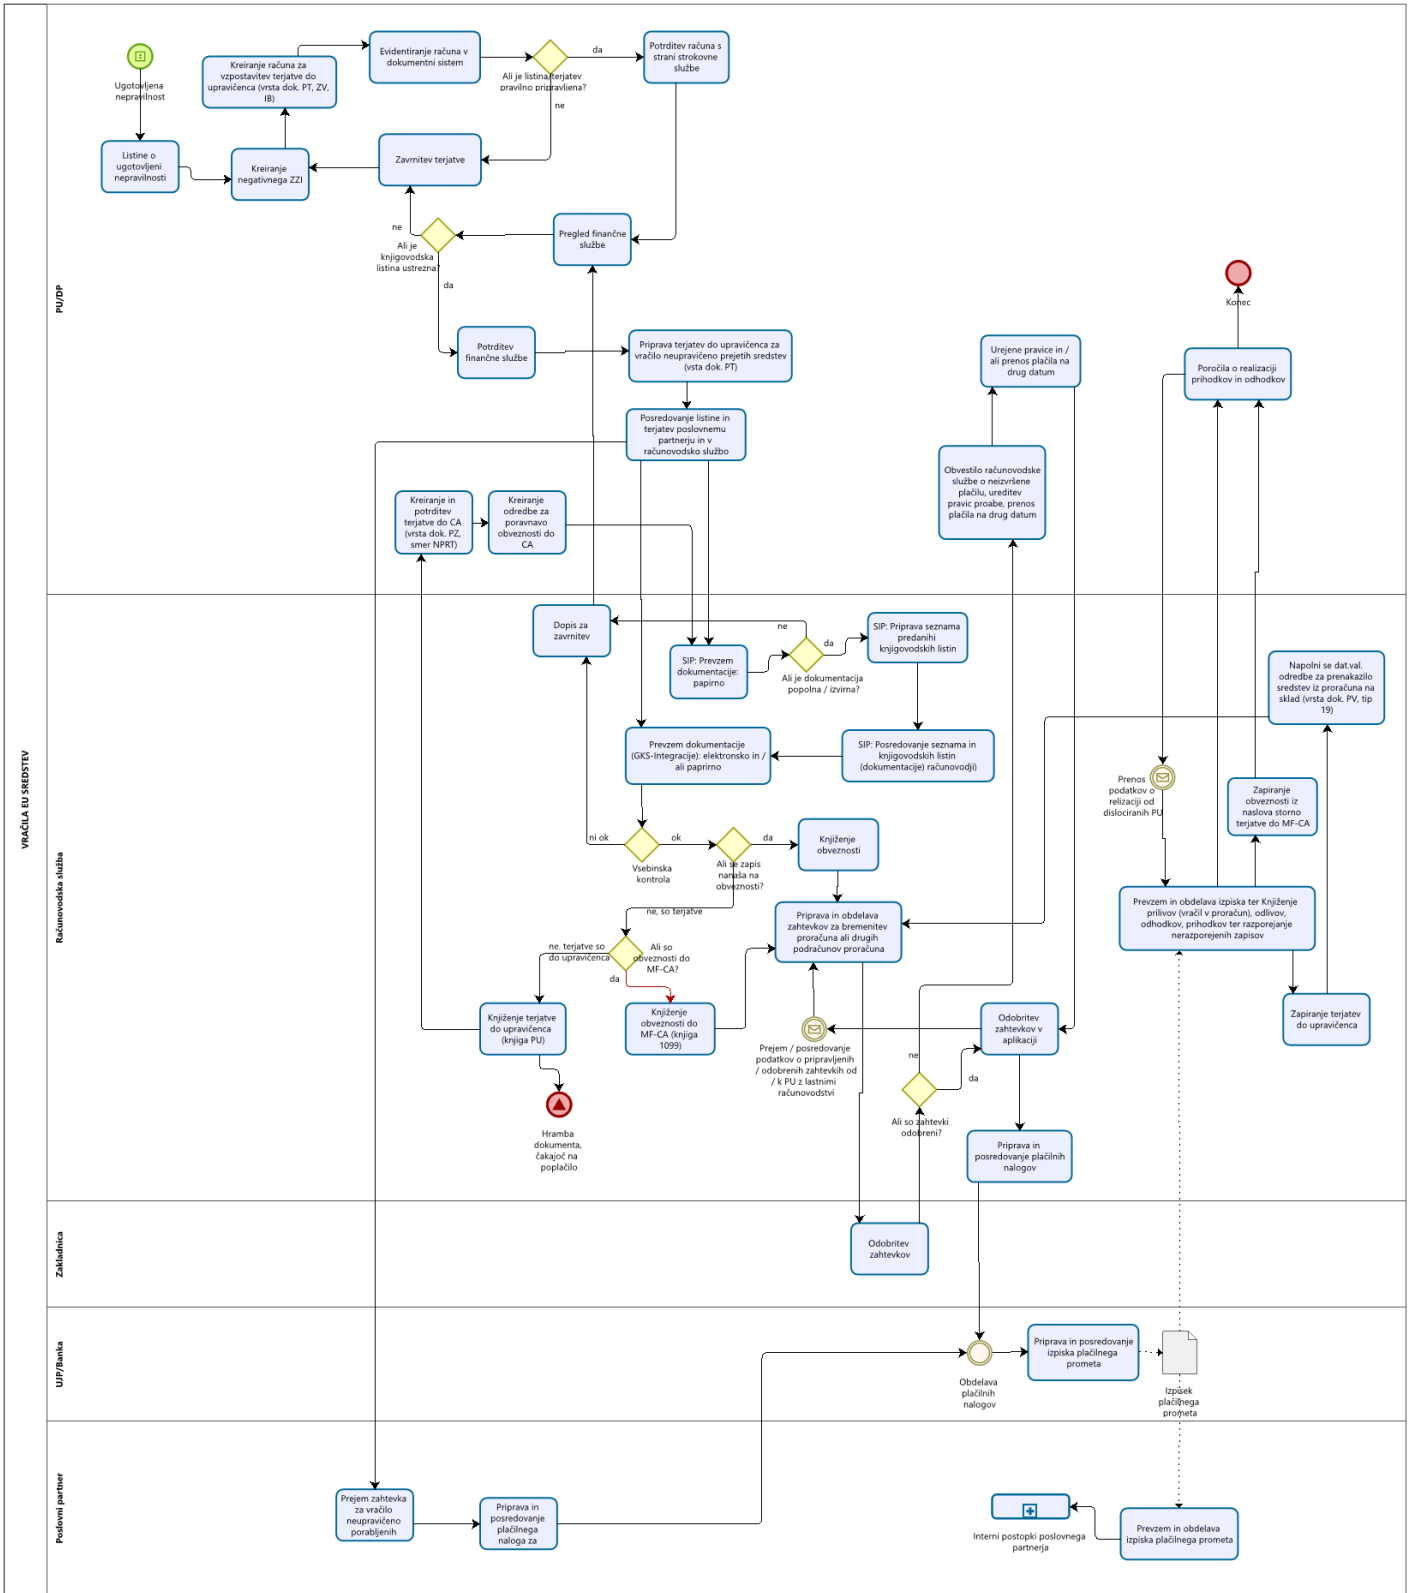 VRAČILA EU SREDSTEV
PU/DP
Ugotovljena
nepravilnost
Listine o
ugotovljeni
nepravilnosti
Kreiranje
negativnega ZZI
Kreiranje računa za
vzpostavitev terjatve do
upravičenca (vrsta dok. PT, ZV,
IB)
Evidentiranje računa v
dokumentni sistem
Ali je listina/terjatev
pravilno pripravljena?
da
ne
Potrditev računa s
strani strokovne
službe
Zavrnitev terjatve
Pregled finančne
službe
ne
Ali je
knjigovodska
listina ustrezna?
da
Potrditev
finančne službe
Priprava terjatev do upravičenca za
vračilo neupravičeno prejetih sredstev
(vsta dok. PT)
Posredovanje listine in
terjatev poslovnemu
partnerju in v
računovodsko službo
Kreiranje in
potrditev
terjatve do CA
(vrsta dok. PZ,
smer NPRT)
Kreiranje
odredbe za
poravnavo
obveznosti do
CA
Urejene pravice in /
ali prenos plačila na
drug datum
Obvestilo računovodske
službe o neizvršene
plačilu, ureditev
pravic proabe, prenos
plačila na drug datum
Konec
Poročila o realizaciji
prihodkov in odhodkov
Računovodska služba
Dopis za
zavrnitev
SIP: Prevzem
dokumentacije:
papirno
ne
da
Ali je dokumentacija
popolna / izvirna?
SIP: Priprava seznama
predanihi
knjigovodskih listin
SIP: Posredovanje seznama in
knjigovodskih listin
(dokumentacije) računovodji)
Prevzem dokumentacije
(GKS-Integracije): elektronsko in /
ali paprirno
ni ok
Vsebinska
kontrola
ok
Ali se zapis
nanaša na
obveznosti?
da
Knjiženje
obveznosti
ne, so terjatve
Ali so
obveznosti do
MF-CA?
ne. terjatve so
do upravičenca
da
Knjiženje terjatve
do upravičenca
(knjiga PU)
Knjiženje
obveznosti do
MF-CA (knjiga
1099)
Hramba
dokumenta,
čakajoč na
poplačilo
Priprava in obdelava
zahtevkov za bremenitev
proračuna ali drugih
podračunov proračuna
Prejem / posredovanje
podatkov o pripravljenih
/ odobrenih zahtevkih od
/ k PU z lastnimi
računovodstvi
Odobritev
zahtevkov v
aplikaciji
ne
da
Ali so zahtevki
odobreni?
Priprava in
posredovanje plačilnih
nalogov
Napolni se dat.val.
odredbe za prenakazilo
sredstev iz proračuna na
sklad (vrsta dok. PV, tip
19)
Prenos
podatkov o
relizaciji od
dislociranih PU
Zapiranje
obveznosti iz
naslova storno
terjatve do MF-CA
Prevzem in obdelava izpiska ter Knjiženje
prilivov (vračil v proračun), odlivov,
odhodkov, prihodkov ter razporejanje
nerazporejenih zapisov
Zapiranje terjatev
do upravičenca
Zakladnica
Odobritev
zahtevkov
UJP/Banka
Obdelava
plačilnih
nalogov
Priprava in posredovanje
izpiska plačilnega
prometa
Izpisek
plačilnega
prometa
Poslovni partner
Prejem zahtevka
za vračilo
neupravičeno
porabljenih
Priprava in
posredovanje
plačilnega
naloga za
Interni postopki poslovnega
partnerja
Prevzem in obdelava
izpiska plačilnega prometa